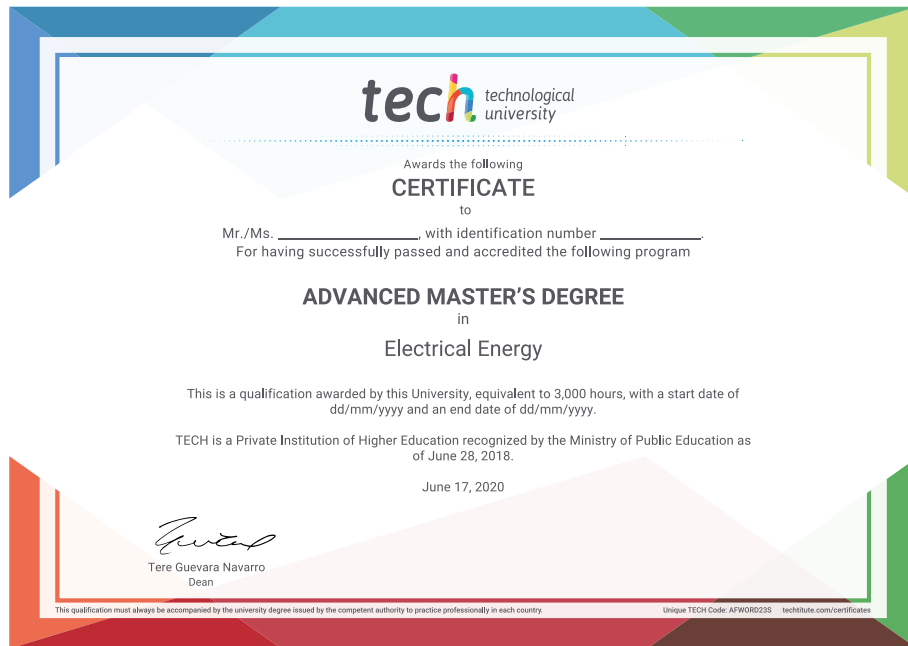 tech technological
university
Awards the following
CERTIFICATE
to
Mr./Ms. ____________________, with identification number ______________.
For having successfully passed and accredited the following program
ADVANCED MASTER'S DEGREE
in
Electrical Energy
This is a qualification awarded by this University, equivalent to 3,000 hours, with a start date of
dd/mm/yyyy and an end date of dd/mm/yyyy.
TECH is a Private Institution of Higher Education recognized by the Ministry of Public Education as
of June 28, 2018.
June 17, 2020
Tere Guevara Navarro
Dean
This qualification must always be accompanied by the university degree issued by the competent authority to practice professionally in each country.
Unique TECH Code: AFWORD23S techtitute.com/certificates